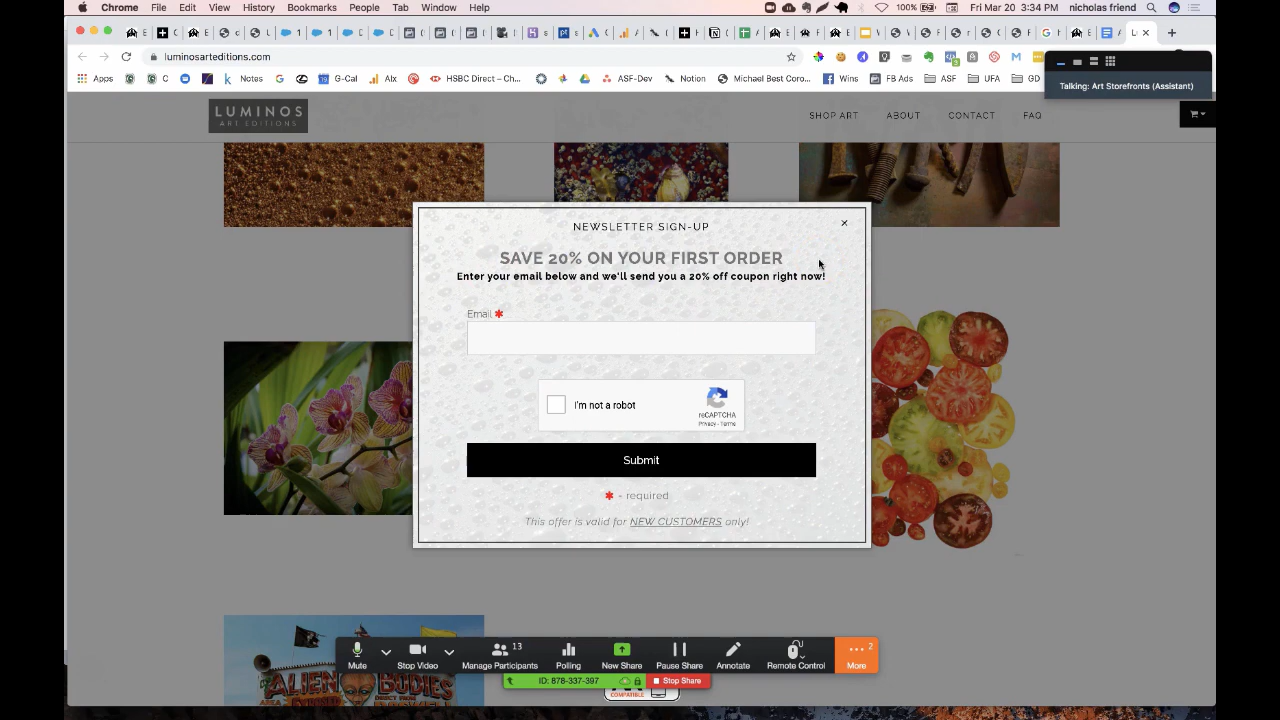 Chrome File Edit View History Bookmarks People Tab Window Help
100% Fri Mar 20 3:34 PM nicholas friend
luminosarteditions.com
Apps G C Notes G-Cal HSBC Direct – Ch... ASF-Dev Notion Michael Best Coro... Wins FB Ads ASF UFA GD
Talking: Art Storefronts (Assistant)
LUMINOS
ART EDITIONS
SHOP ART ABOUT CONTACT FAQ
NEWSLETTER SIGN-UP
×
SAVE 20% ON YOUR FIRST ORDER
Enter your email below and we'll send you a 20% off coupon right now!
Email *
I'm not a robot
reCAPTCHA
Privacy - Terms
Submit
* - required
This offer is valid for NEW CUSTOMERS only!
ALIEN BODIES
13
2
Mute Stop Video Manage Participants Polling New Share Pause Share Annotate Remote Control More
ID: 878-337-397 Stop Share
COMPATIBLE